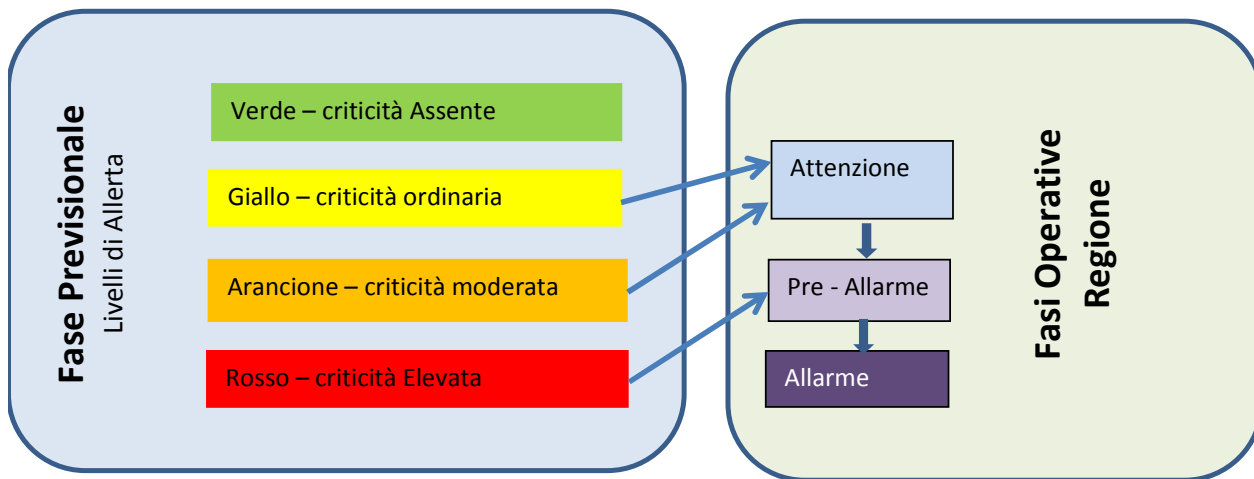 Fase Previsionale
Livelli di Allerta
Verde – criticità Assente
Giallo – criticità ordinaria
Arancione – criticità moderata
Rosso – criticità Elevata
Attenzione
Pre - Allarme
Allarme
Fasi Operative
Regione